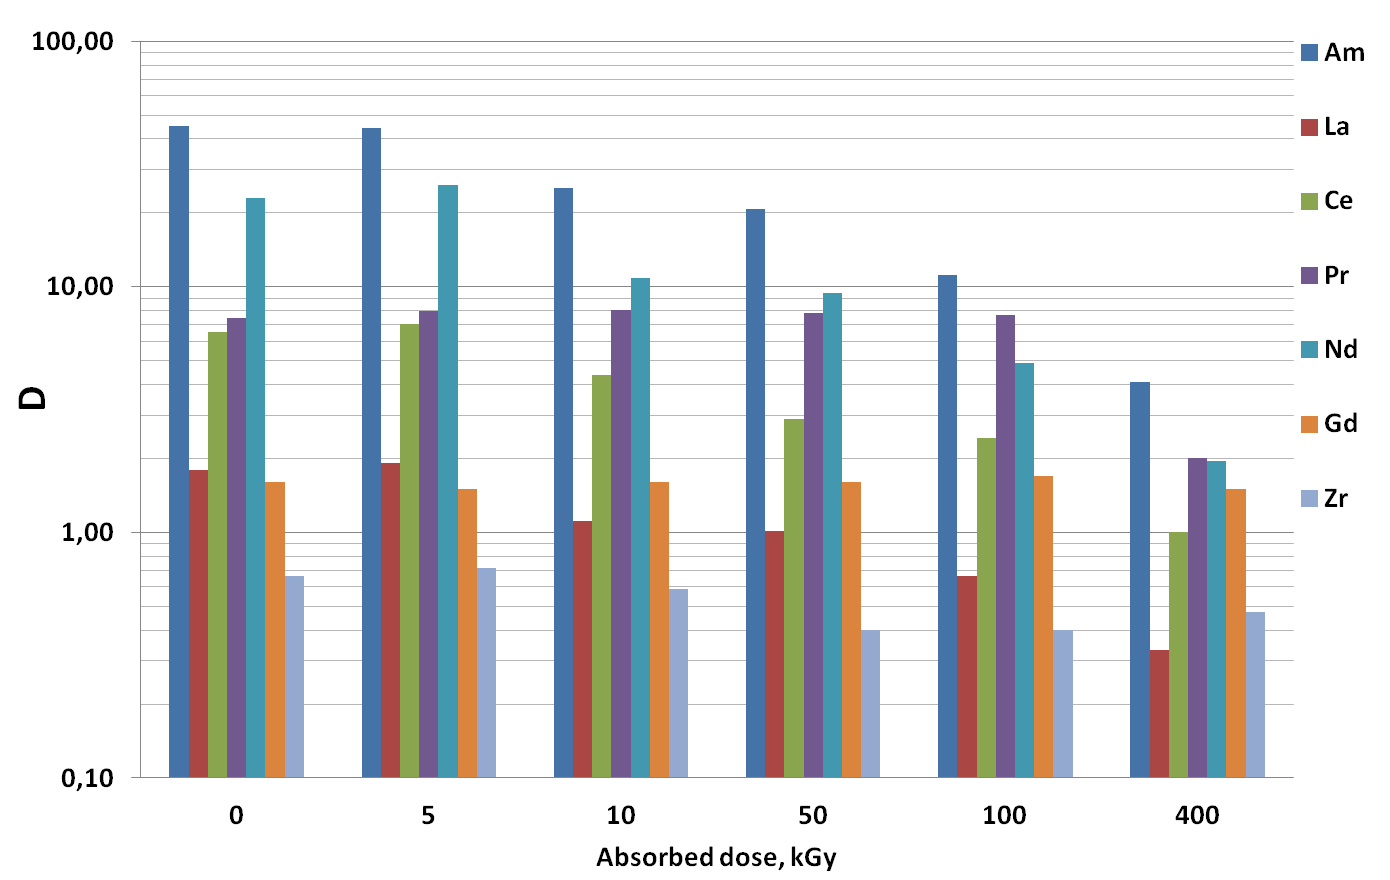 100,00
10,00
1,00
0,10
D
0 5 10 50 100 400
Absorbed dose, kGy
Am
La
Ce
Pr
Nd
Gd
Zr